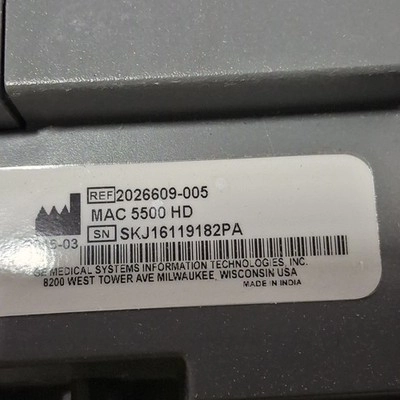 REF 2026609-005
MAC 5500 HD
SN SKJ16119182PA
-03
GE MEDICAL SYSTEMS INFORMATION TECHNOLOGIES, INC.
8200 WEST TOWER AVE MILWAUKEE, WISCONSIN USA
MADE IN INDIA